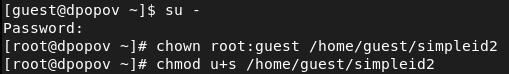 [guest@dpopov ~]$ su -
Password:
[root@dpopov ~]# chown root:guest /home/guest/simpleid2
[root@dpopov ~]# chmod u+s /home/guest/simpleid2